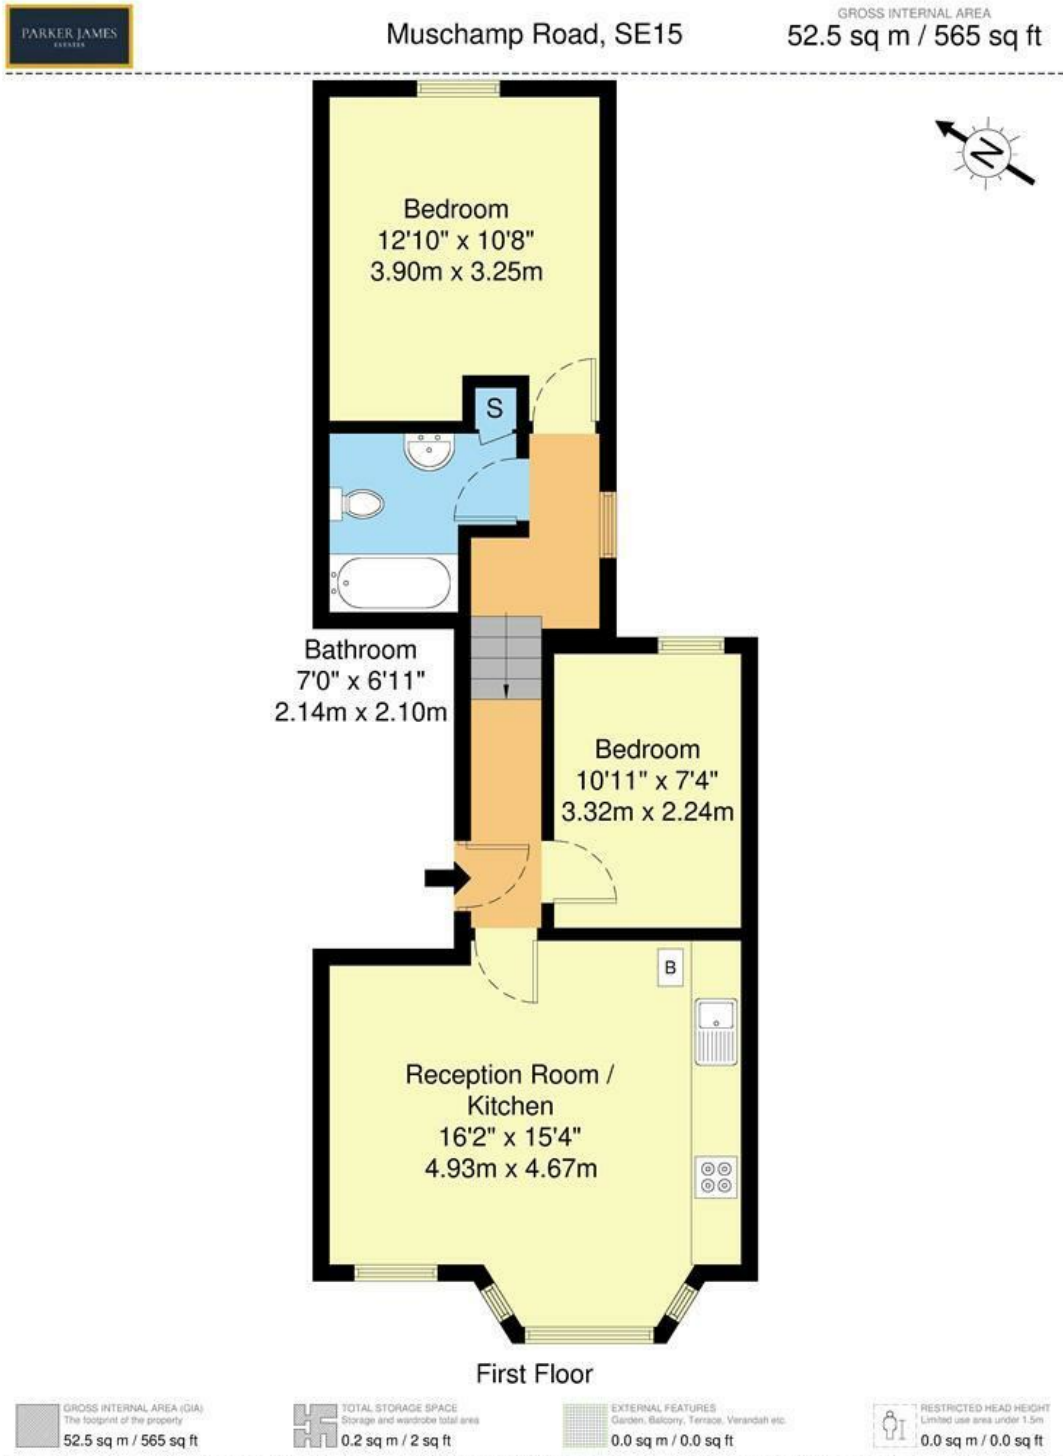 PARKER JAMES
ESTATES
Muschamp Road, SE15
GROSS INTERNAL AREA
52.5 sq m / 565 sq ft
N
Bedroom
12'10" x 10'8"
3.90m x 3.25m
S
Bathroom
7'0" x 6'11"
2.14m x 2.10m
Bedroom
10'11" x 7'4"
3.32m x 2.24m
B
Reception Room /
Kitchen
16'2" x 15'4"
4.93m x 4.67m
First Floor
GROSS INTERNAL AREA (GIA)
The footprint of the property
52.5 sq m / 565 sq ft
TOTAL STORAGE SPACE
Storage and wardrobe total area
0.2 sq m / 2 sq ft
EXTERNAL FEATURES
Garden, Balcony, Terrace, Verandah etc.
0.0 sq m / 0.0 sq ft
RESTRICTED HEAD HEIGHT
Limited use area under 1.5m
0.0 sq m / 0.0 sq ft